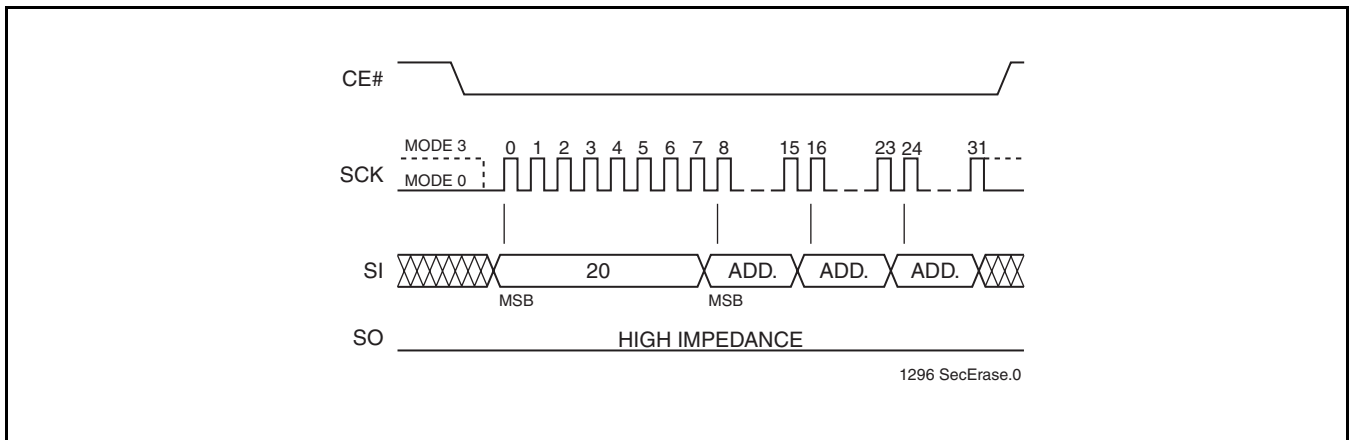 CE#
MODE 3
0 1 2 3 4 5 6 7 8 15 16 23 24 31
SCK
MODE 0
SI
20 ADD. ADD. ADD.
MSB MSB
SO
HIGH IMPEDANCE
1296 SecErase.0